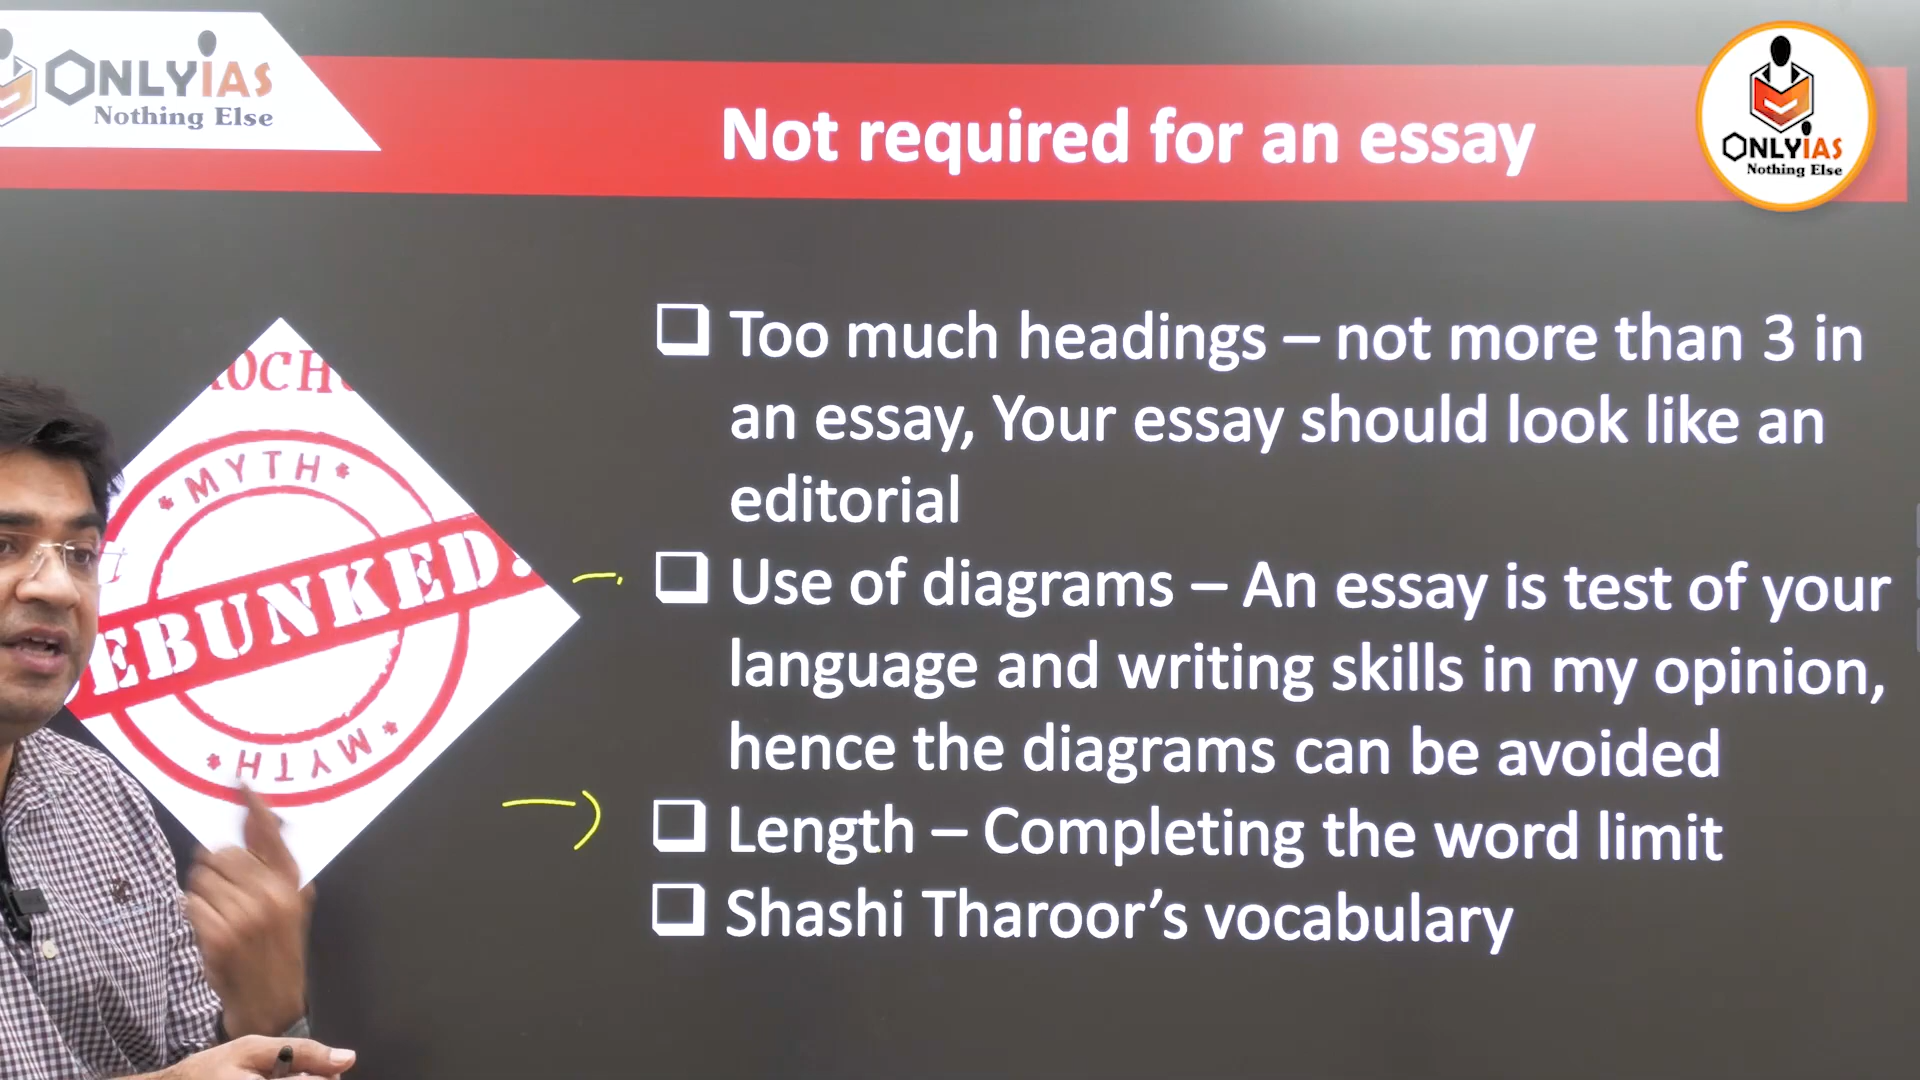 ONLYIAS
Nothing Else
Not required for an essay
ONLYIAS
Nothing Else
❑ Too much headings – not more than 3 in
an essay, Your essay should look like an
editorial
❑ Use of diagrams – An essay is test of your
language and writing skills in my opinion,
hence the diagrams can be avoided
❑ Length – Completing the word limit
❑ Shashi Tharoor’s vocabulary
MYTH
EBUNKED.
MYTH